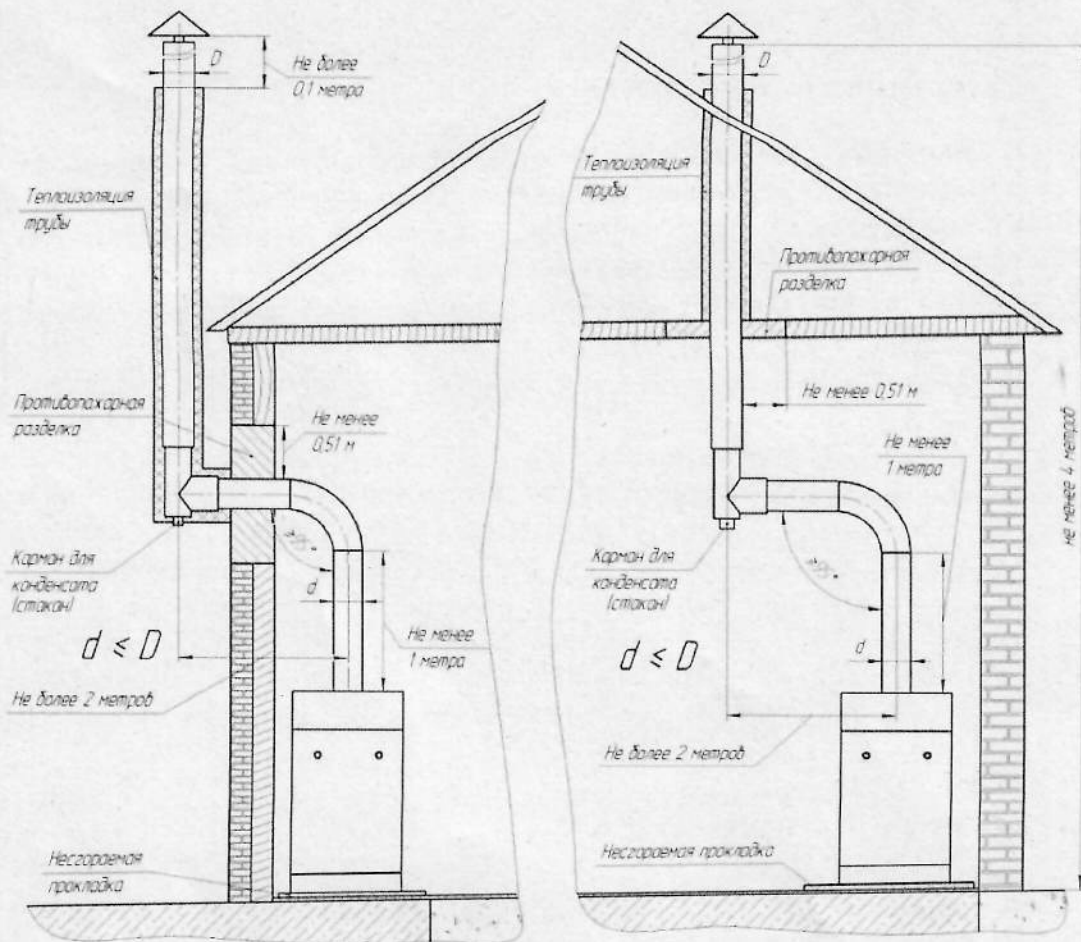 D
Не более
0,1 метра
Теплоизоляция
трубы
Противопожарная
разделка
Не менее
0,51 м
Карман для
конденсата
(стакан)
≥95°
d
d ≤ D
Не менее
1 метра
Не более 2 метров
Несгораемая
прокладка
D
Теплоизоляция
трубы
Противопожарная
разделка
Не менее 0,51 м
Не менее
1 метра
не менее 4 метров
Карман для
конденсата
(стакан)
≥95°
d ≤ D
d
Не более 2 метров
Несгораемая прокладка